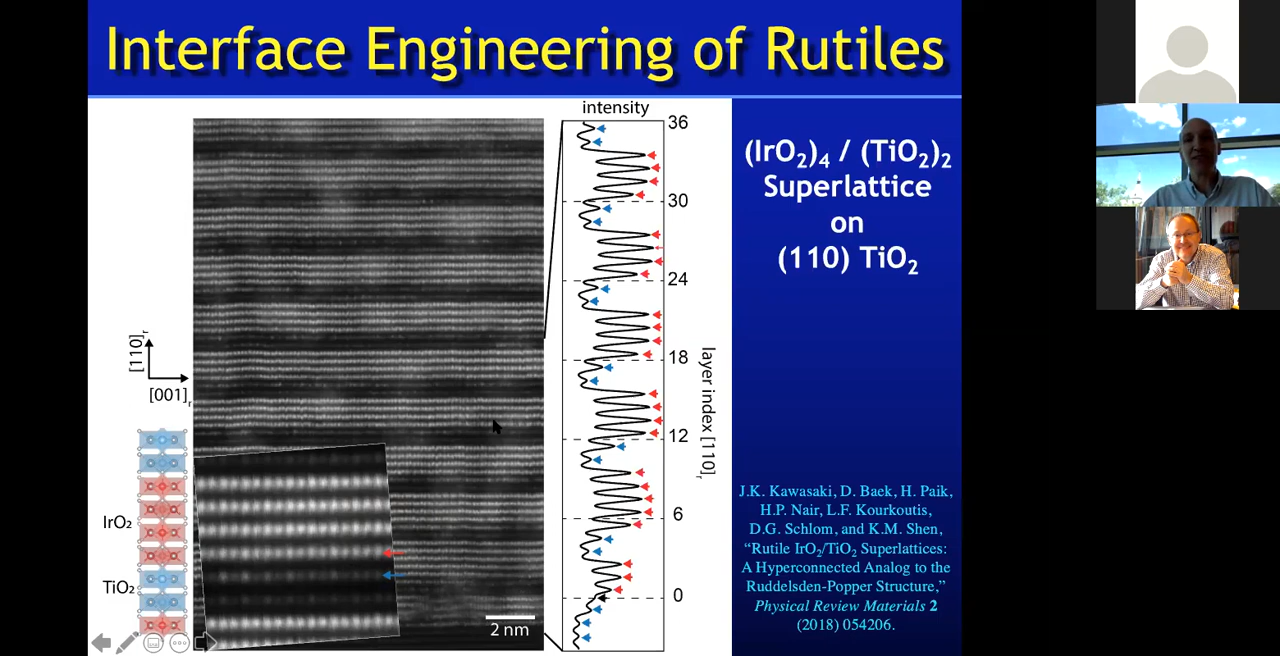 Interface Engineering of Rutiles
intensity
36
30
24
18
12
6
0
layer index [110]r
[110]r
[001]r
IrO₂
TiO₂
2 nm
(IrO₂)₄ / (TiO₂)₂
Superlattice
on
(110) TiO₂
J.K. Kawasaki, D. Baek, H. Paik,
H.P. Nair, L.F. Kourkoutis,
D.G. Schlom, and K.M. Shen,
“Rutile IrO₂/TiO₂ Superlattices:
A Hyperconnected Analog to the
Ruddelsden-Popper Structure,”
Physical Review Materials 2
(2018) 054206.